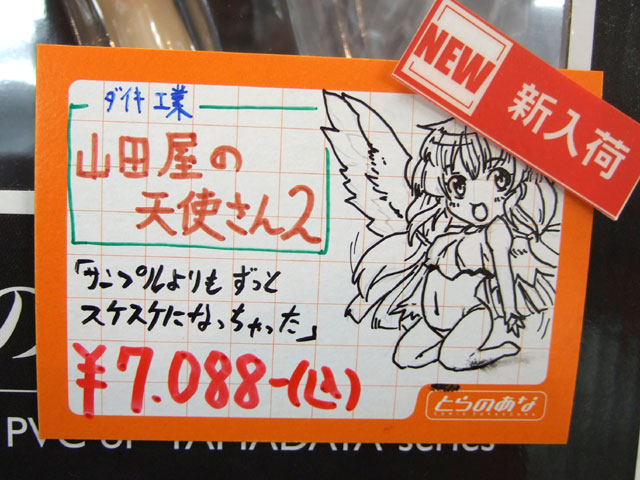 NEW
新入荷
ダイキ工業
山田屋の
天使さん2
「サンプルよりもずっと
スケスケになっちゃった」
¥7.088-(込)
とらのあな
PVC
YAMADAYA series